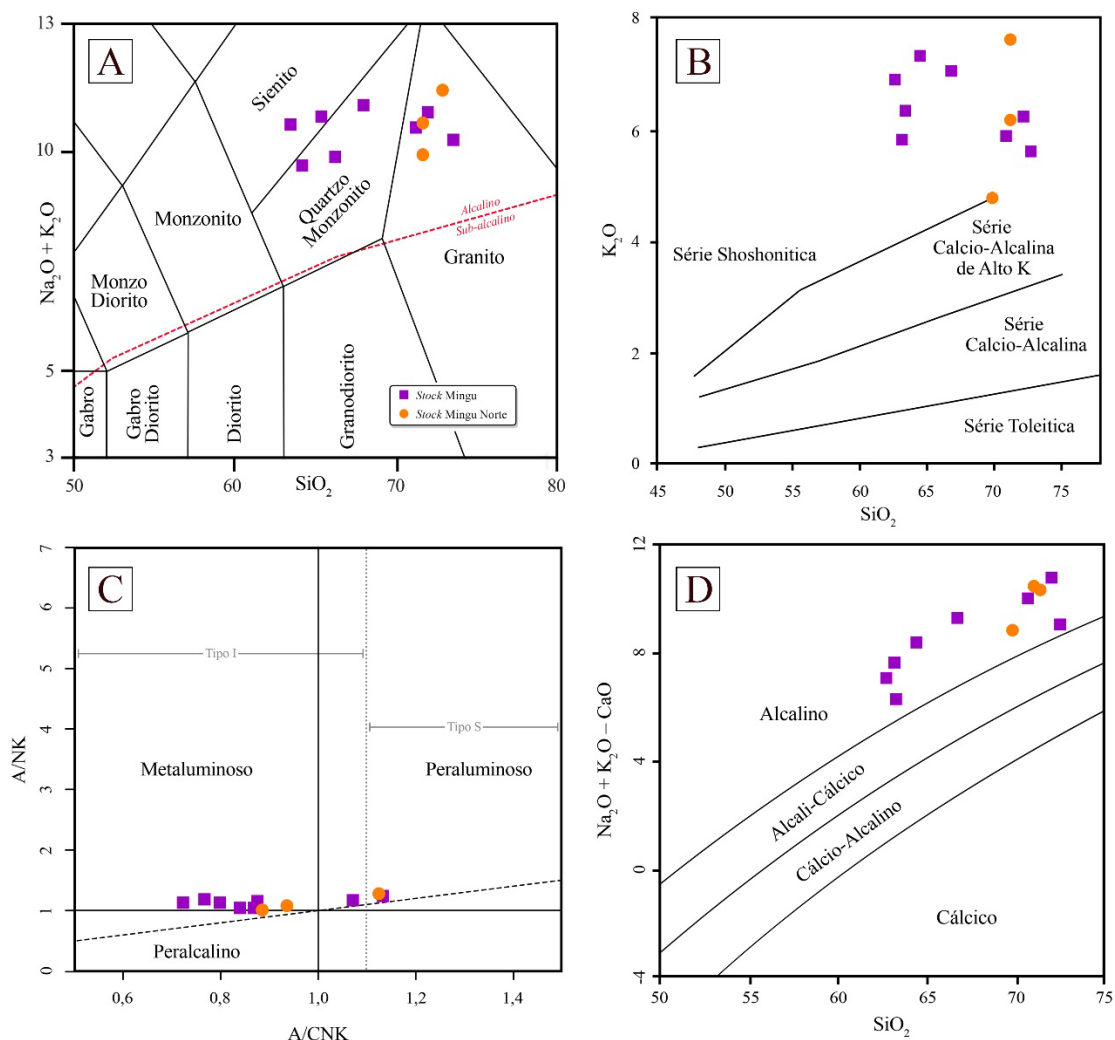 A
13
10
5
3
Na₂O + K₂O
50
60
70
80
SiO₂
Sienito
Monzonito
Quartzo
Monzonito
Alcalino
Sub-alcalino
Granito
Monzo
Diorito
Gabro
Gabro
Diorito
Diorito
Granodiorito
Stock Mingu
Stock Mingu Norte
B
8
6
4
2
0
K₂O
45
50
55
60
65
70
75
SiO₂
Série Shoshonitica
Série
Calcio-Alcalina
de Alto K
Série
Calcio-Alcalina
Série Toleitica
C
7
6
5
4
3
2
1
0
A/NK
0,6
0,8
1,0
1,2
1,4
A/CNK
Tipo I
Tipo S
Metaluminoso
Peraluminoso
Peralcalino
D
12
8
4
0
-4
Na₂O + K₂O – CaO
50
55
60
65
70
75
SiO₂
Alcalino
Alcali-Cálcico
Cálcio-Alcalino
Cálcico